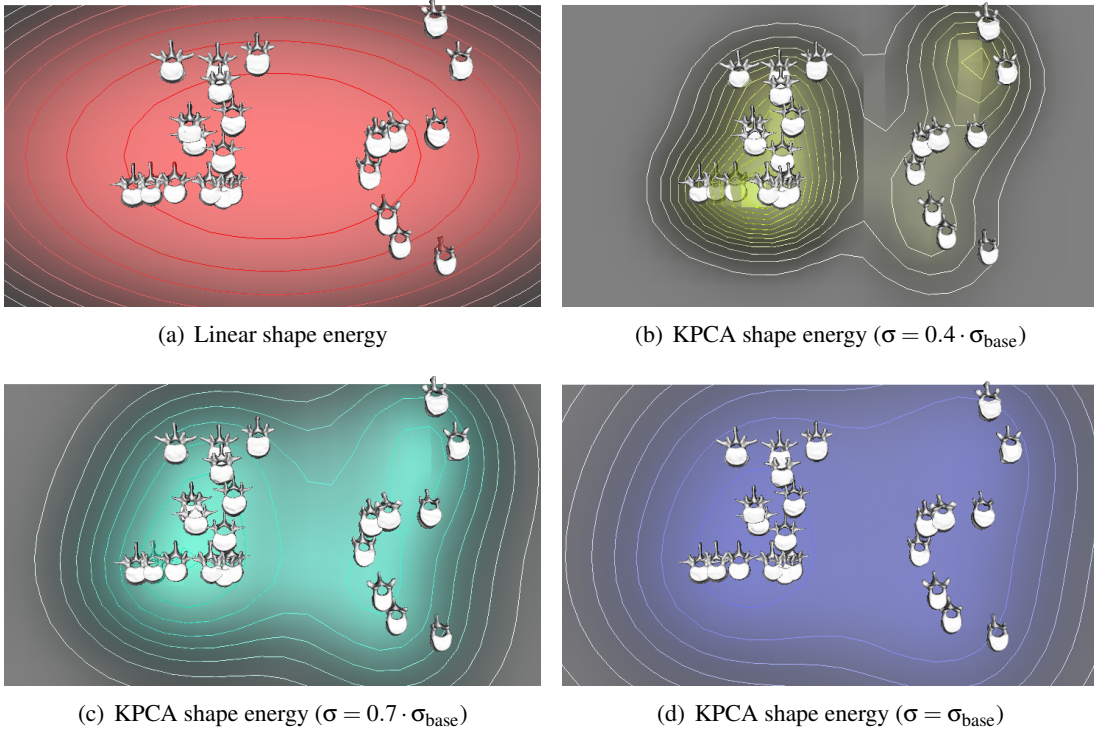 (a) Linear shape energy
(b) KPCA shape energy (σ = 0.4 · σbase)
(c) KPCA shape energy (σ = 0.7 · σbase)
(d) KPCA shape energy (σ = σbase)